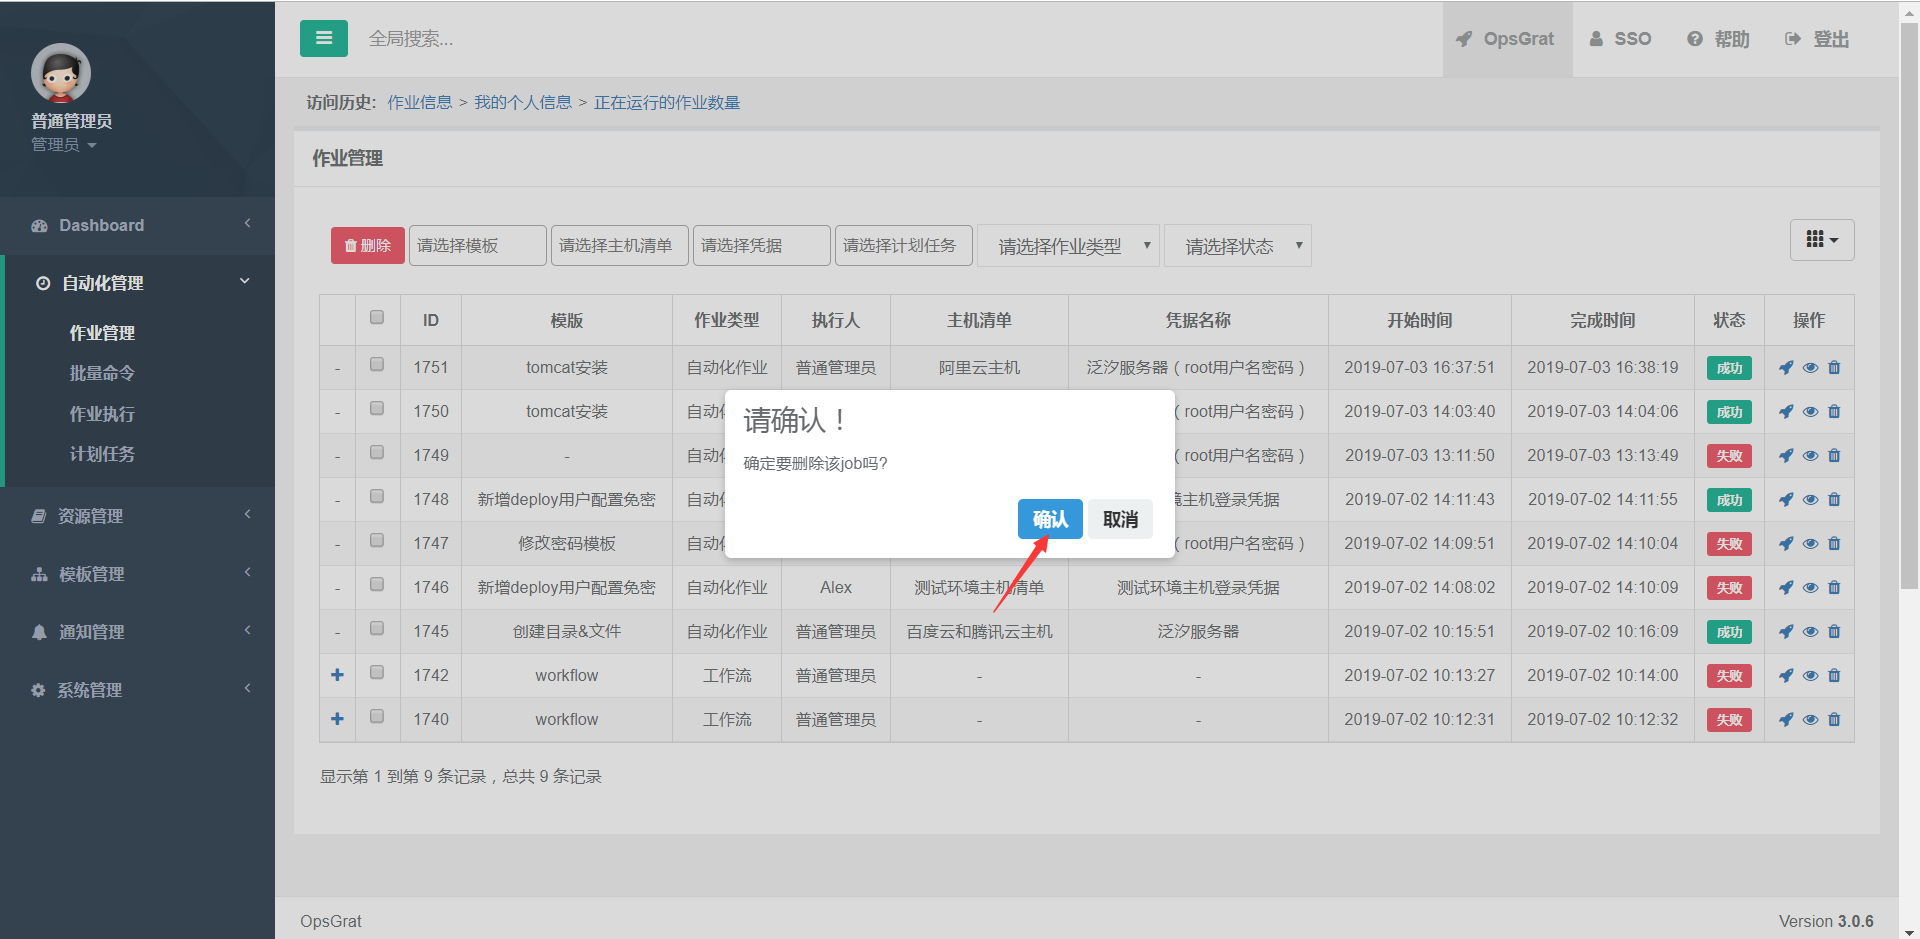 全局搜索...
OpsGrat
SSO
帮助
登出
普通管理员
管理员
Dashboard
自动化管理
作业管理
批量命令
作业执行
计划任务
资源管理
模板管理
通知管理
系统管理
访问历史: 作业信息 > 我的个人信息 > 正在运行的作业数量
作业管理
删除 请选择模板 请选择主机清单 请选择凭据 请选择计划任务 请选择作业类型 请选择状态
ID 模版 作业类型 执行人 主机清单 凭据名称 开始时间 完成时间 状态 操作
- 1751 tomcat安装 自动化作业 普通管理员 阿里云主机 泛汐服务器（root用户名密码） 2019-07-03 16:37:51 2019-07-03 16:38:19 成功
- 1750 tomcat安装 自动 （root用户名密码） 2019-07-03 14:03:40 2019-07-03 14:04:06 成功
- 1749 - 自动 （root用户名密码） 2019-07-03 13:11:50 2019-07-03 13:13:49 失败
- 1748 新增deploy用户配置免密 自动 主机登录凭据 2019-07-02 14:11:43 2019-07-02 14:11:55 成功
- 1747 修改密码模板 自动 （root用户名密码） 2019-07-02 14:09:51 2019-07-02 14:10:04 失败
- 1746 新增deploy用户配置免密 自动化作业 Alex 测试环境主机清单 测试环境主机登录凭据 2019-07-02 14:08:02 2019-07-02 14:10:09 失败
- 1745 创建目录&文件 自动化作业 普通管理员 百度云和腾讯云主机 泛汐服务器 2019-07-02 10:15:51 2019-07-02 10:16:09 成功
1742 workflow 工作流 普通管理员 - - 2019-07-02 10:13:27 2019-07-02 10:14:00 失败
1740 workflow 工作流 普通管理员 - - 2019-07-02 10:12:31 2019-07-02 10:12:32 失败
请确认！
确定要删除该job吗?
确认 取消
显示第 1 到第 9 条记录，总共 9 条记录
OpsGrat
Version 3.0.6